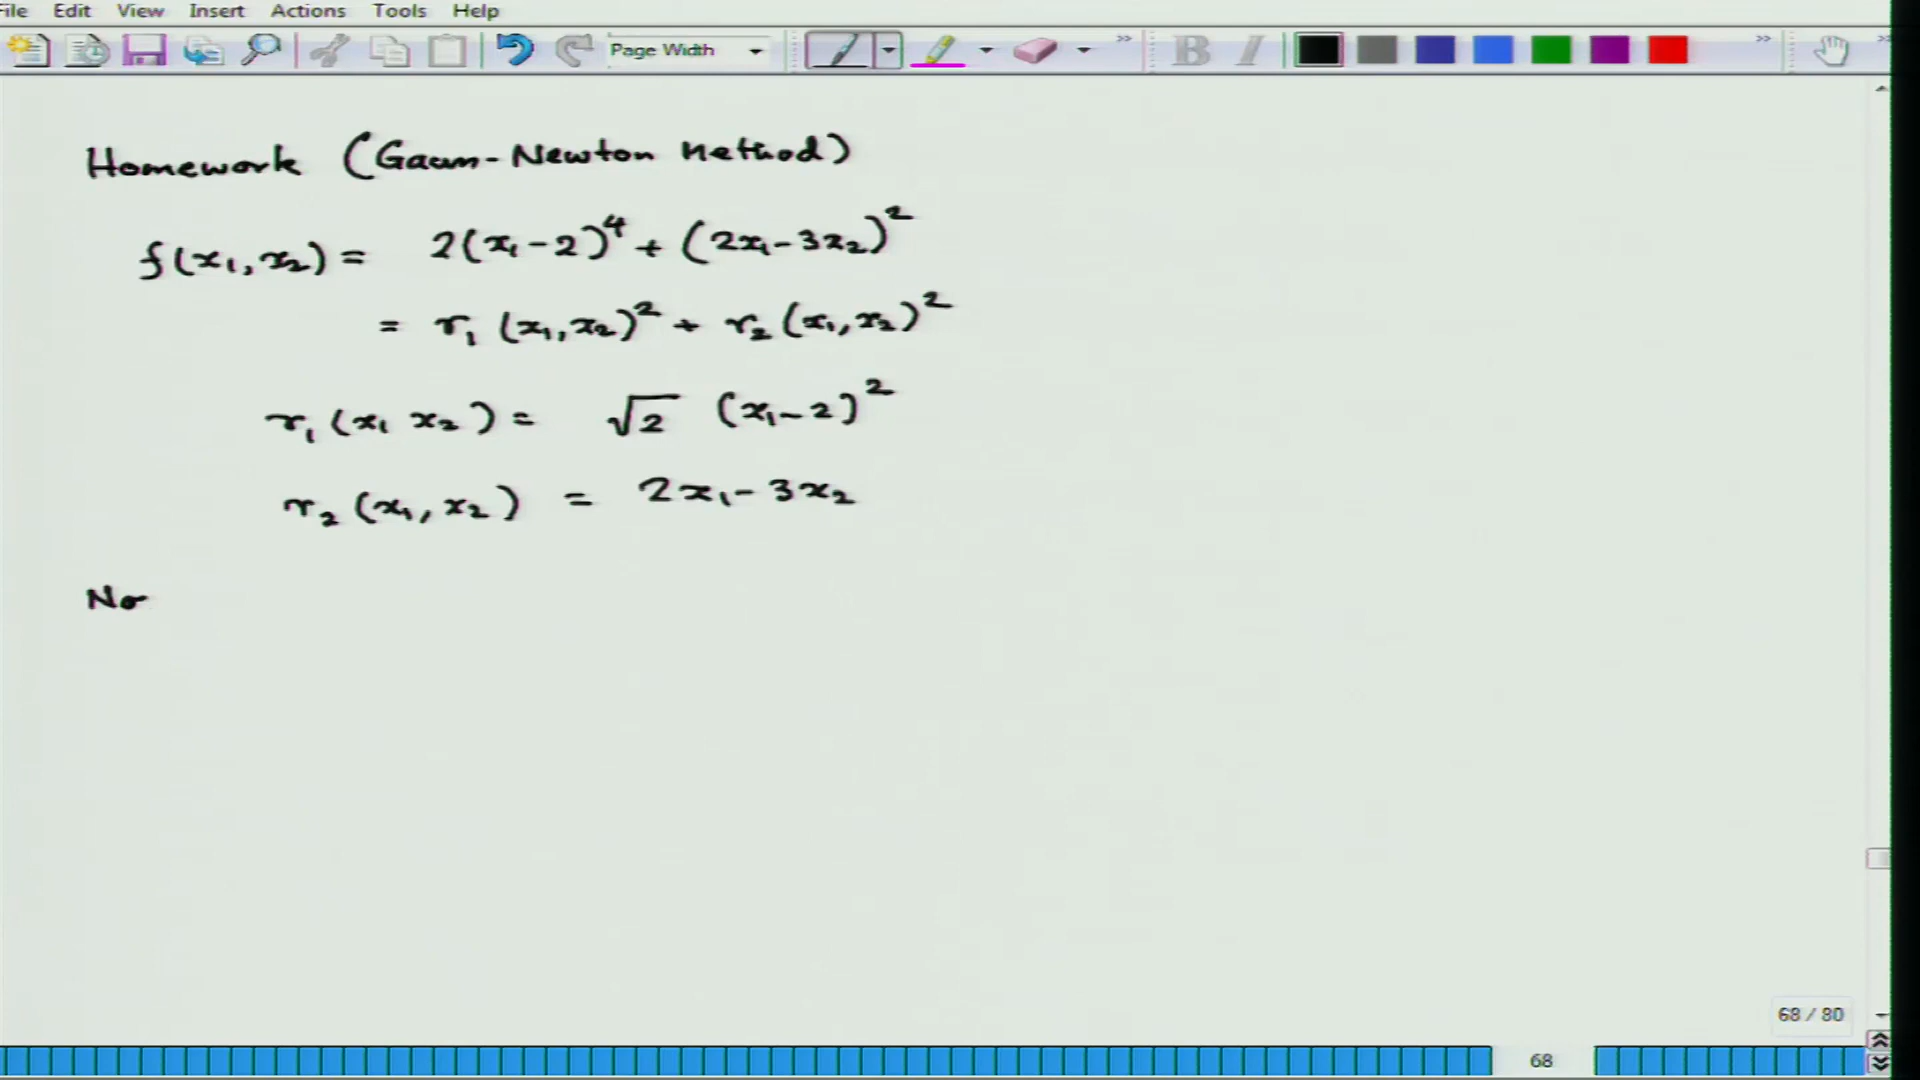 File Edit View Insert Actions Tools Help
Page Width
B I
Homework (Gauss-Newton Method)
f(x₁,x₂) = 2(x₁-2)⁴ + (2x₁-3x₂)²
= r₁(x₁,x₂)² + r₂(x₁,x₂)²
r₁(x₁ x₂) = √2 (x₁-2)²
r₂(x₁,x₂) = 2x₁-3x₂
No
68 / 80
68